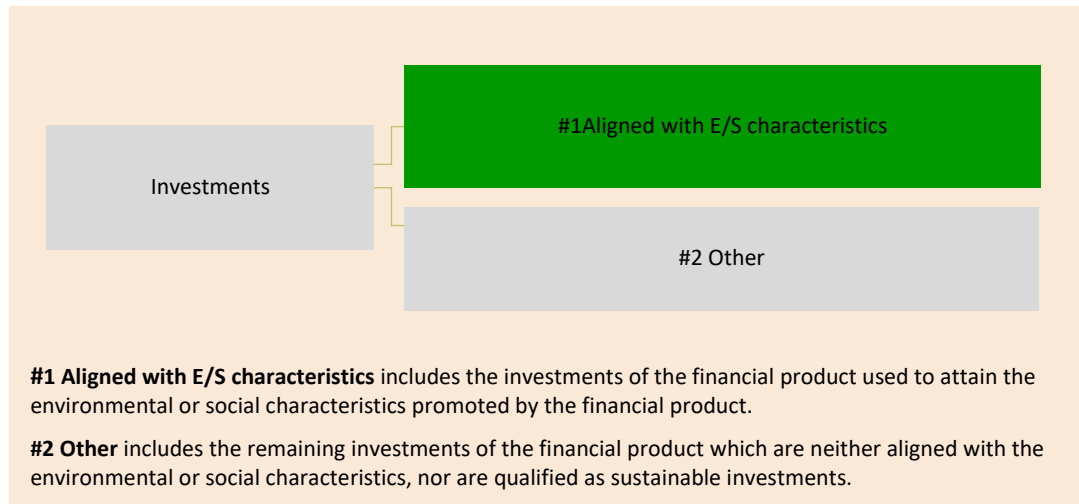 #1Aligned with E/S characteristics
Investments
#2 Other
#1 Aligned with E/S characteristics includes the investments of the financial product used to attain the
environmental or social characteristics promoted by the financial product.
#2 Other includes the remaining investments of the financial product which are neither aligned with the
environmental or social characteristics, nor are qualified as sustainable investments.